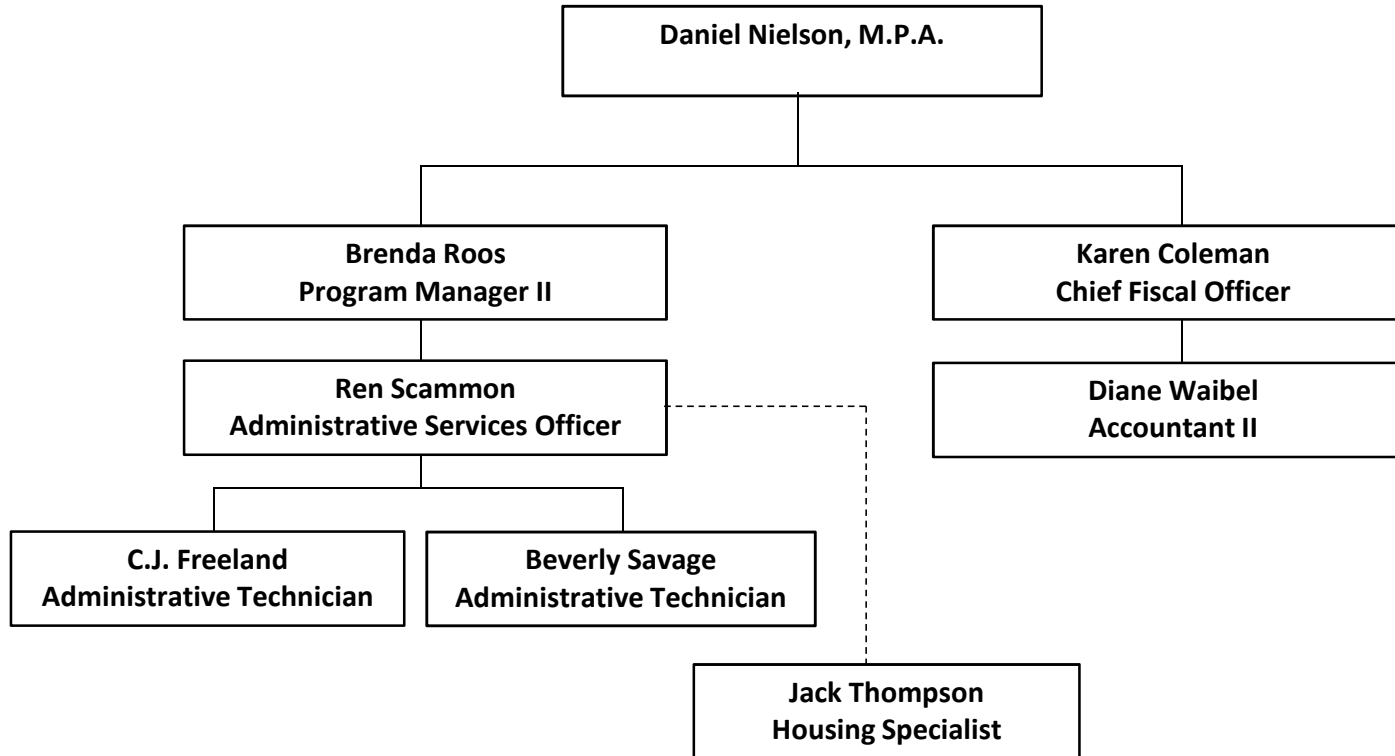 Daniel Nielson, M.P.A.
Brenda Roos
Program Manager II
Karen Coleman
Chief Fiscal Officer
Ren Scammon
Administrative Services Officer
Diane Waibel
Accountant II
C.J. Freeland
Administrative Technician
Beverly Savage
Administrative Technician
Jack Thompson
Housing Specialist